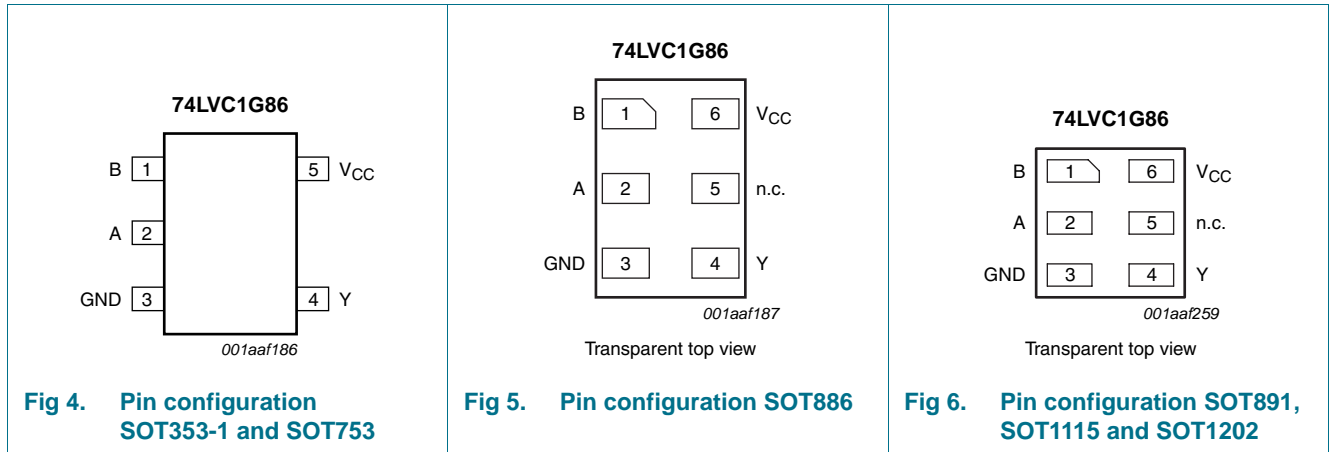 74LVC1G86
B 1
5 VCC
A 2
GND 3
4 Y
001aaf186
Fig 4. Pin configuration
SOT353-1 and SOT753
74LVC1G86
B 1 6 VCC
A 2 5 n.c.
GND 3 4 Y
001aaf187
Transparent top view
Fig 5. Pin configuration SOT886
74LVC1G86
B 1 6 VCC
A 2 5 n.c.
GND 3 4 Y
001aaf259
Transparent top view
Fig 6. Pin configuration SOT891,
SOT1115 and SOT1202